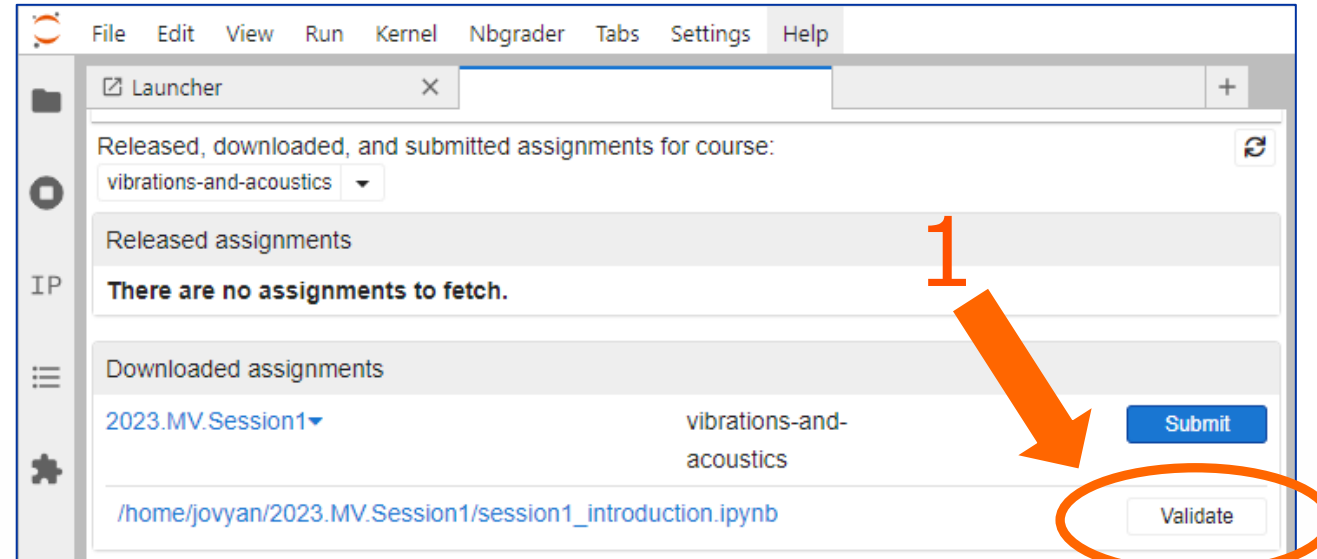 File Edit View Run Kernel Nbgrader Tabs Settings Help
Launcher
Released, downloaded, and submitted assignments for course:
vibrations-and-acoustics
Released assignments
1
IP
There are no assignments to fetch.
Downloaded assignments
2023.MV.Session1 vibrations-and- Submit
acoustics
/home/jovyan/2023.MV.Session1/session1_introduction.ipynb Validate